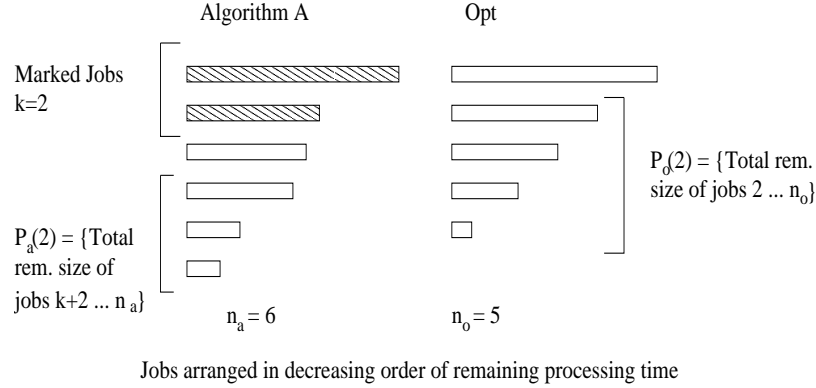 Algorithm A
Opt
Marked Jobs
k=2
P_o(2) = {Total rem.
size of jobs 2 ... n_o}
P_a(2) = {Total
rem. size of
jobs k+2 ... n_a}
n_a = 6
n_o = 5
Jobs arranged in decreasing order of remaining processing time